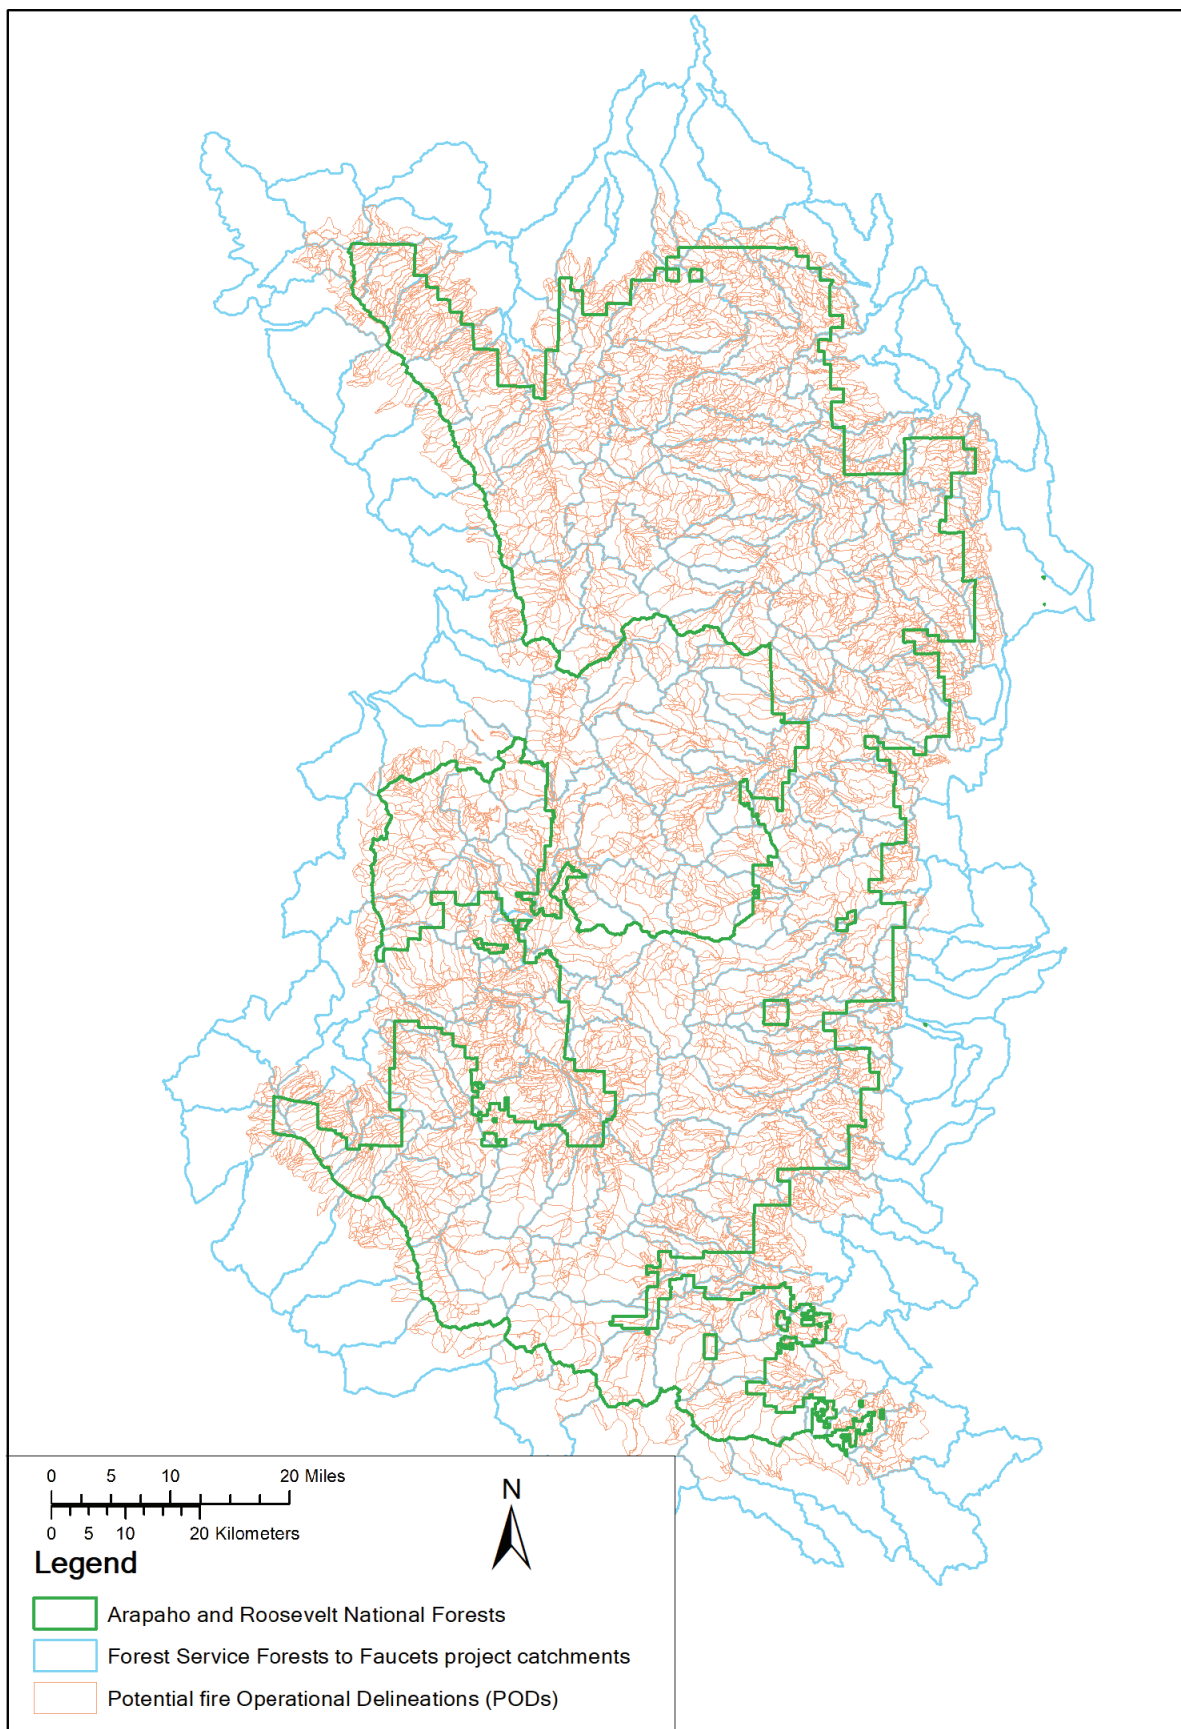 0 5 10 20 Miles
0 5 10 20 Kilometers
N
Legend
Arapaho and Roosevelt National Forests
Forest Service Forests to Faucets project catchments
Potential fire Operational Delineations (PODs)